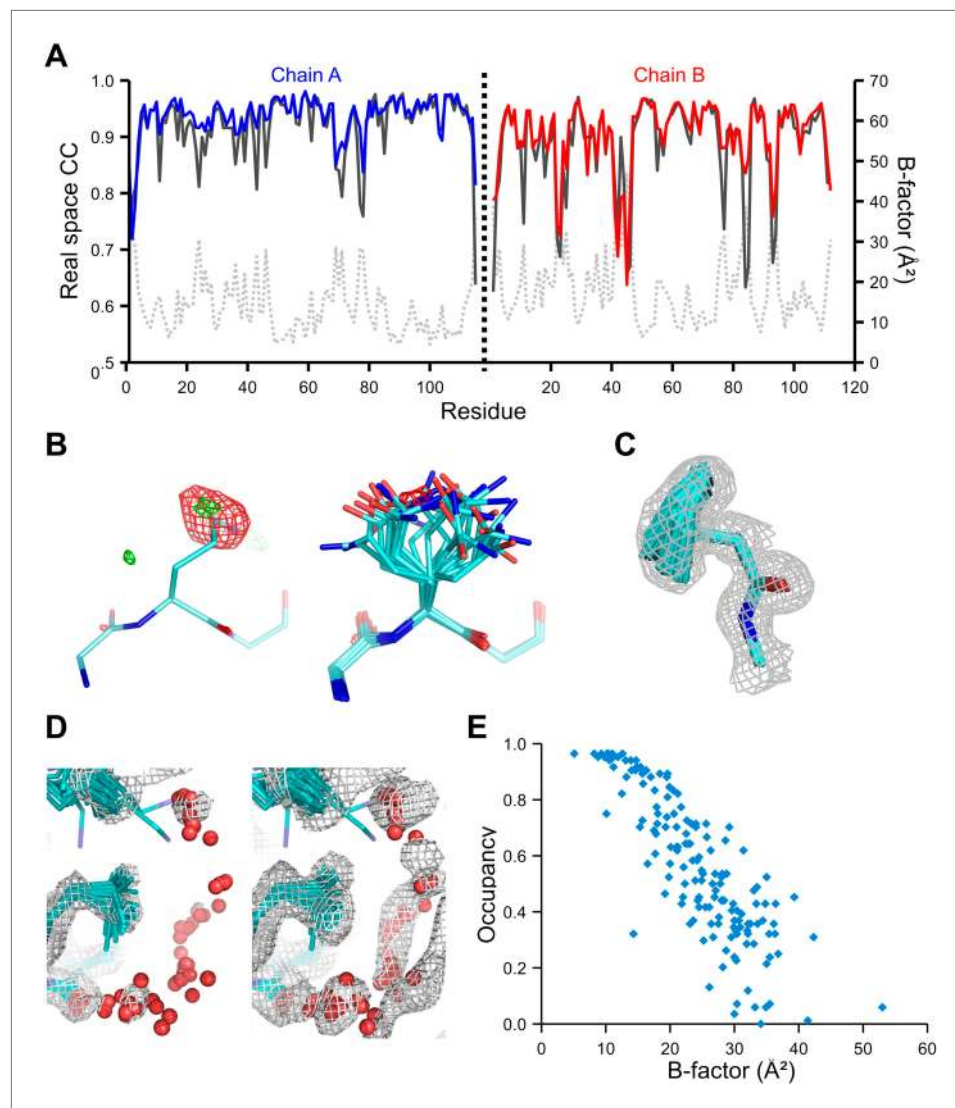 A
Chain A
Chain B
Real space CC
B-factor (Å²)
1.0
0.9
0.8
0.7
0.6
0.5
70
60
50
40
30
20
10
0
0 20 40 60 80 100 20 40 60 80 100 120
Residue
B
C
D
E
Occupancy
1.0
0.8
0.6
0.4
0.2
0.0
0 10 20 30 40 50 60
B-factor (Å²)